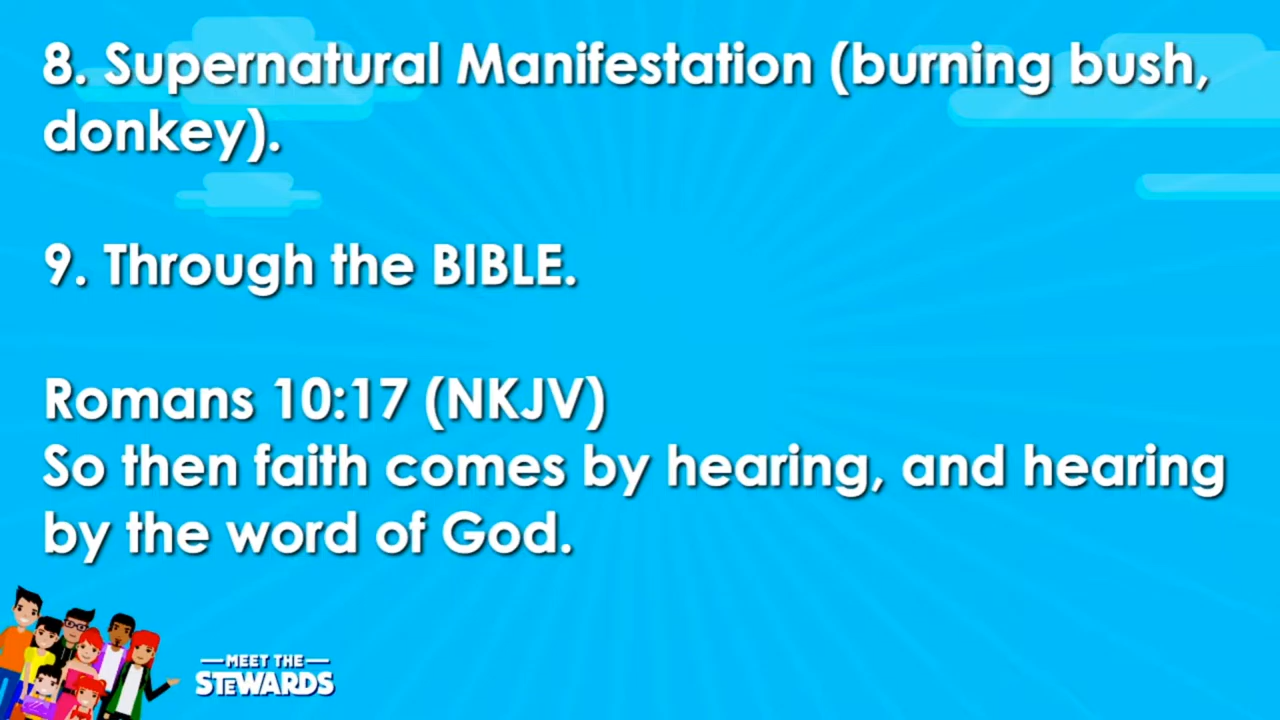 8. Supernatural Manifestation (burning bush,
donkey).
9. Through the BIBLE.
Romans 10:17 (NKJV)
So then faith comes by hearing, and hearing
by the word of God.
MEET THE
STeWARDS